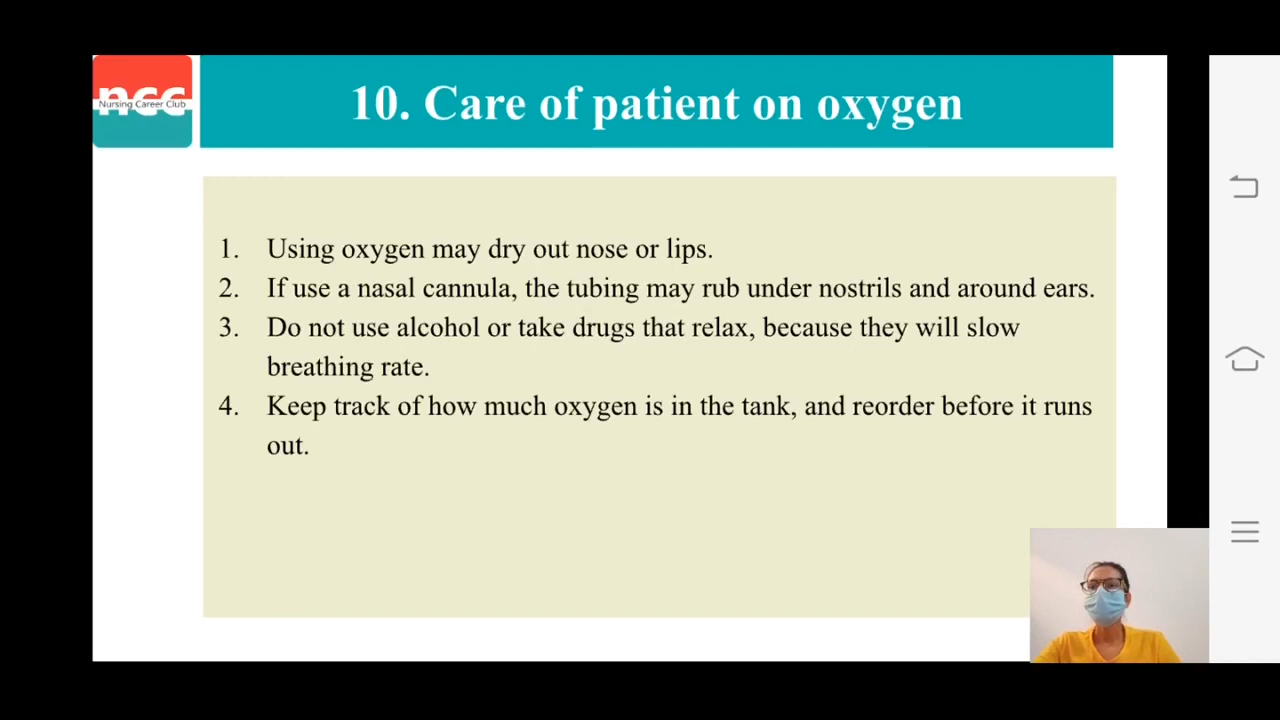 ncc
Nursing Career Club
10. Care of patient on oxygen
1. Using oxygen may dry out nose or lips.
2. If use a nasal cannula, the tubing may rub under nostrils and around ears.
3. Do not use alcohol or take drugs that relax, because they will slow
breathing rate.
4. Keep track of how much oxygen is in the tank, and reorder before it runs
out.